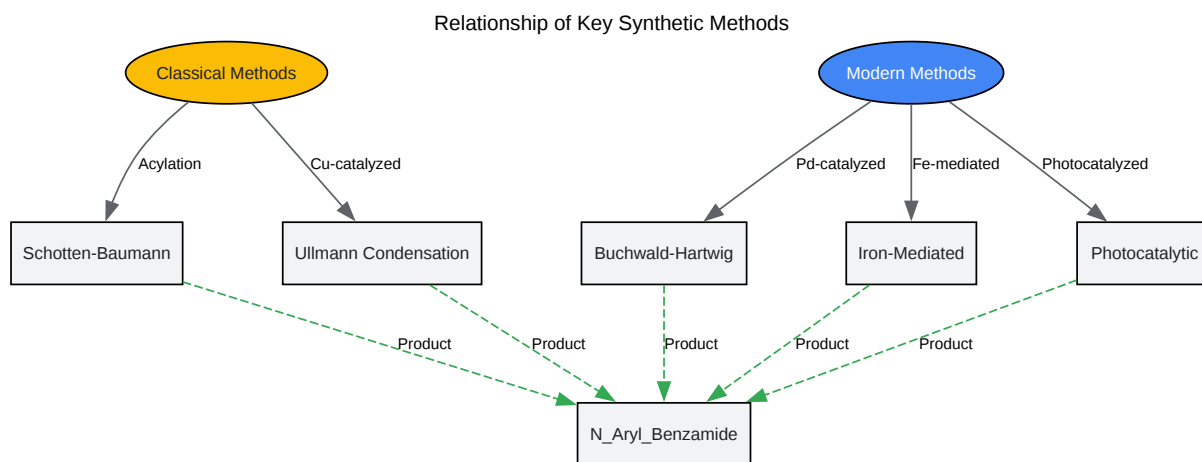 Relationship of Key Synthetic Methods
Classical Methods
Modern Methods
Acylation
Cu-catalyzed
Pd-catalyzed
Fe-mediated
Photocatalyzed
Schotten-Baumann
Ullmann Condensation
Buchwald-Hartwig
Iron-Mediated
Photocatalytic
Product
Product
Product
Product
Product
N_Aryl_Benzamide